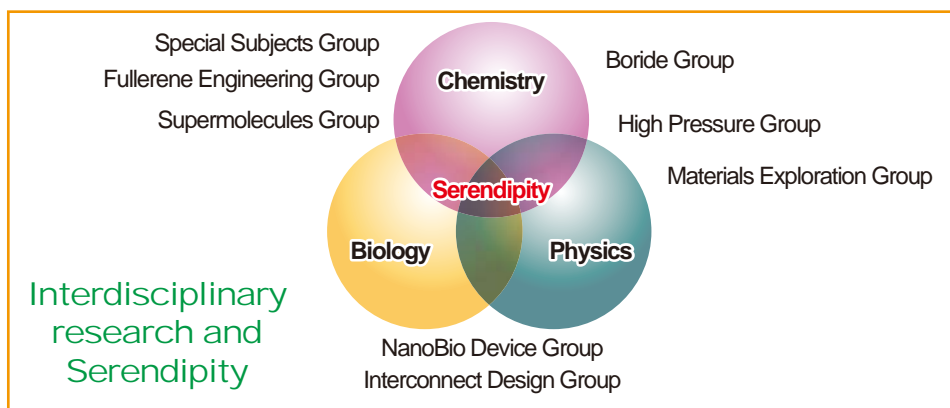 Special Subjects Group
Fullerene Engineering Group
Supermolecules Group
Chemistry
Boride Group
High Pressure Group
Materials Exploration Group
Serendipity
Biology
Physics
Interdisciplinary
research and
Serendipity
NanoBio Device Group
Interconnect Design Group